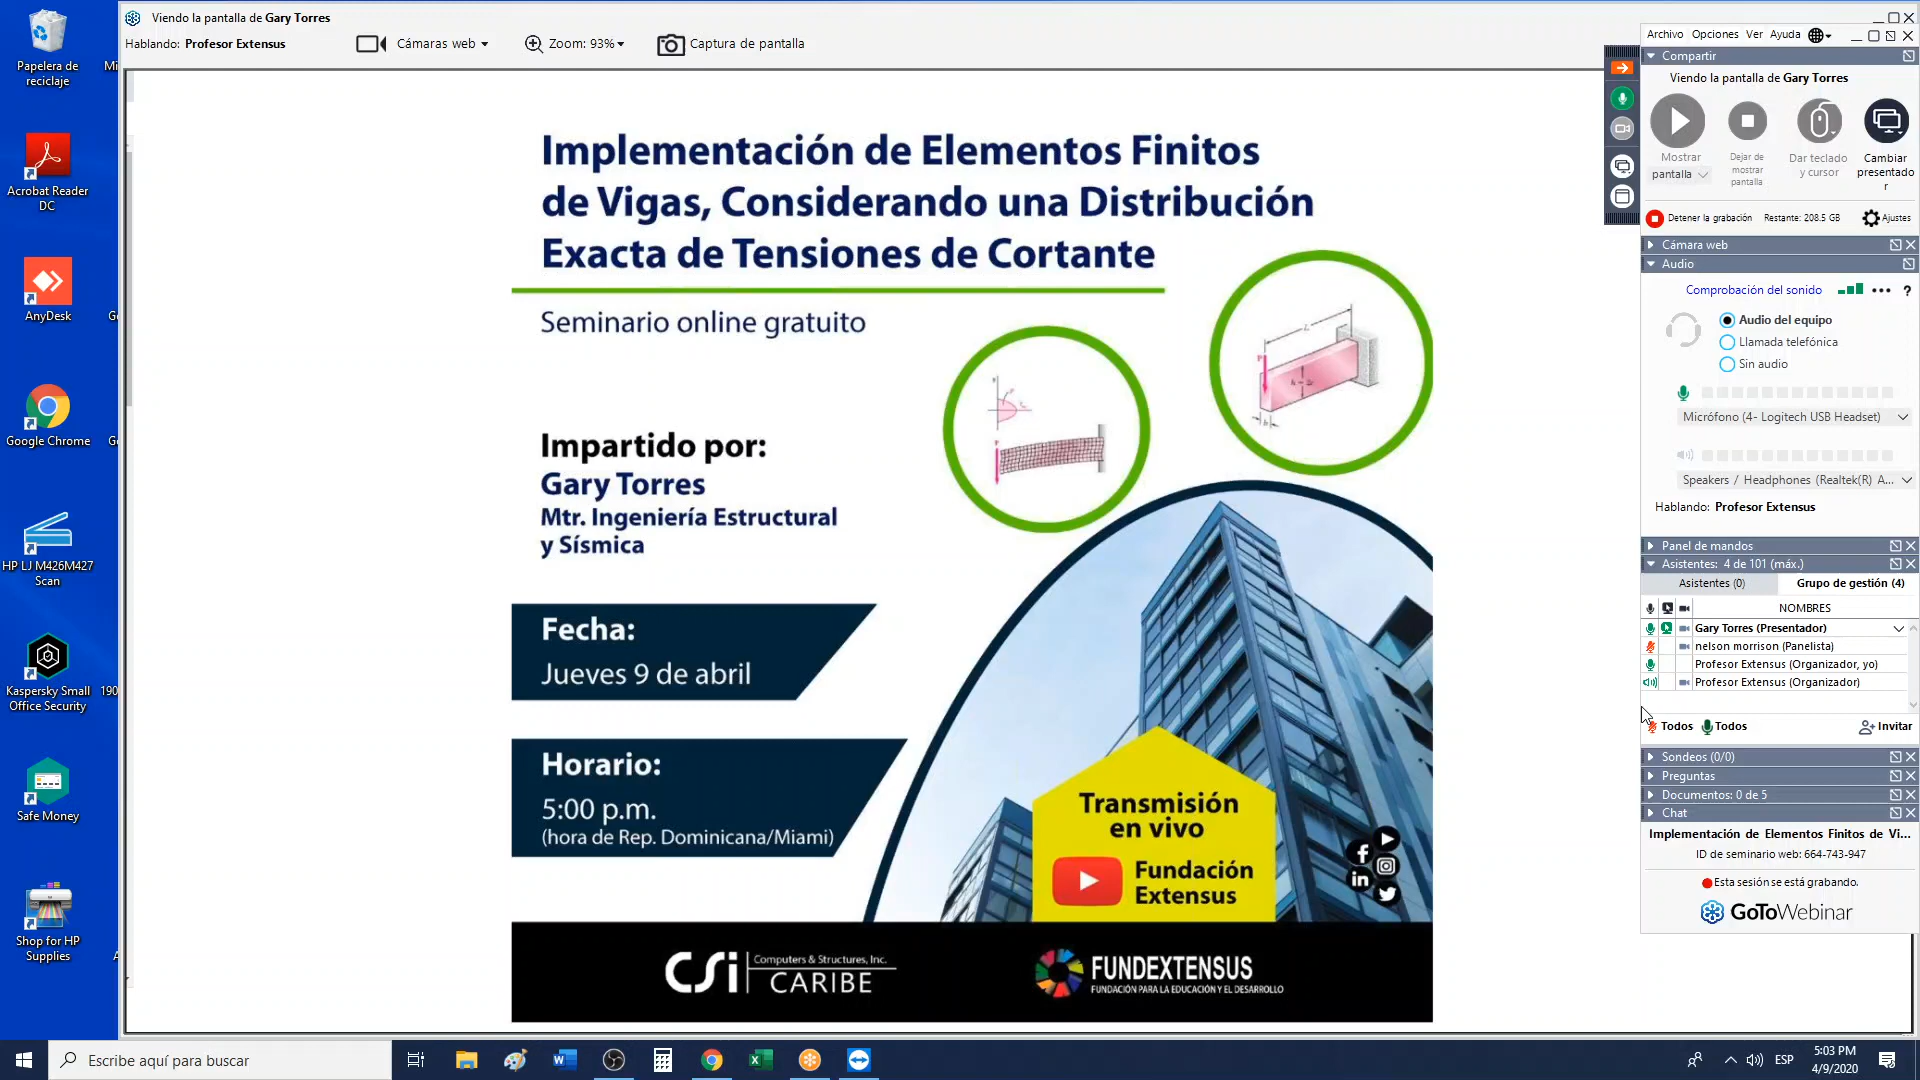 Papelera de
reciclaje
Mi
Acrobat Reader
DC
AnyDesk
G
Google Chrome
G
HP LJ M426M427
Scan
Kaspersky Small
Office Security
190
Safe Money
Shop for HP
Supplies
Viendo la pantalla de Gary Torres
Hablando: Profesor Extensus
Cámaras web
Zoom: 93%
Captura de pantalla
Implementación de Elementos Finitos
de Vigas, Considerando una Distribución
Exacta de Tensiones de Cortante
Seminario online gratuito
Impartido por:
Gary Torres
Mtr. Ingeniería Estructural
y Sísmica
Fecha:
Jueves 9 de abril
Horario:
5:00 p.m.
(hora de Rep. Dominicana/Miami)
Transmisión
en vivo
Fundación
Extensus
CSi Computers & Structures, Inc.
CARIBE
FUNDEXTENSUS
FUNDACIÓN PARA LA EDUCACIÓN Y EL DESARROLLO
Archivo Opciones Ver Ayuda
Compartir
Viendo la pantalla de Gary Torres
Mostrar
pantalla
Dejar de
mostrar
pantalla
Dar teclado
y cursor
Cambiar
presentado
r
Detener la grabación Restante: 208.5 GB Ajustes
Cámara web
Audio
Comprobación del sonido ?
Audio del equipo
Llamada telefónica
Sin audio
Micrófono (4- Logitech USB Headset)
Speakers / Headphones (Realtek(R) A...
Hablando: Profesor Extensus
Panel de mandos
Asistentes: 4 de 101 (máx.)
Asistentes (0) Grupo de gestión (4)
NOMBRES
Gary Torres (Presentador)
nelson morrison (Panelista)
Profesor Extensus (Organizador, yo)
Profesor Extensus (Organizador)
Todos Todos Invitar
Sondeos (0/0)
Preguntas
Documentos: 0 de 5
Chat
Implementación de Elementos Finitos de Vi...
ID de seminario web: 664-743-947
Esta sesión se está grabando.
GoToWebinar
Escribe aquí para buscar
ESP
5:03 PM
4/9/2020